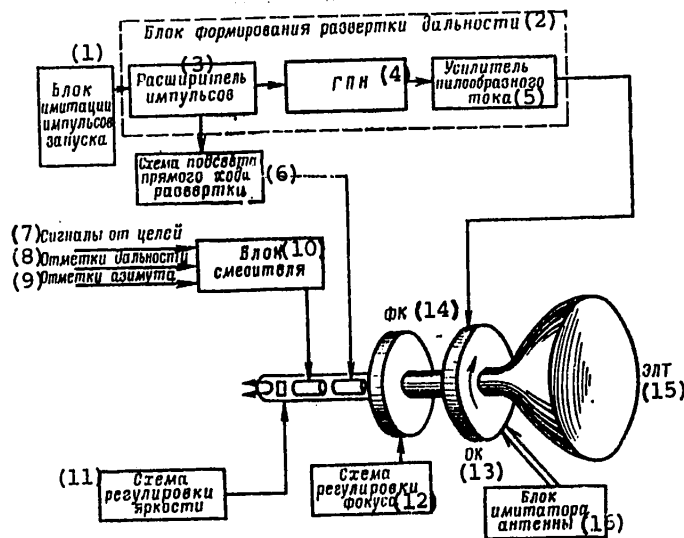 Блок формирования развертки дальности (2)
(1)
Блок
имитации
импульсов
запуска
(3)
Расширитель
импульсов
ГПН (4)
Усилитель
пилообразного
тока (5)
Схема подсвета
прямого хода
развертки
(6)
(7) Сигналы от целей
(8) Отметки дальности
(9) Отметки азимута
Блок (10)
смесителя
ФК (14)
ЭЛТ
(15)
ОК
(13)
(11)
Схема
регулировки
яркости
Схема
регулировки
фокуса (12)
Блок
имитатора
антенны (16)